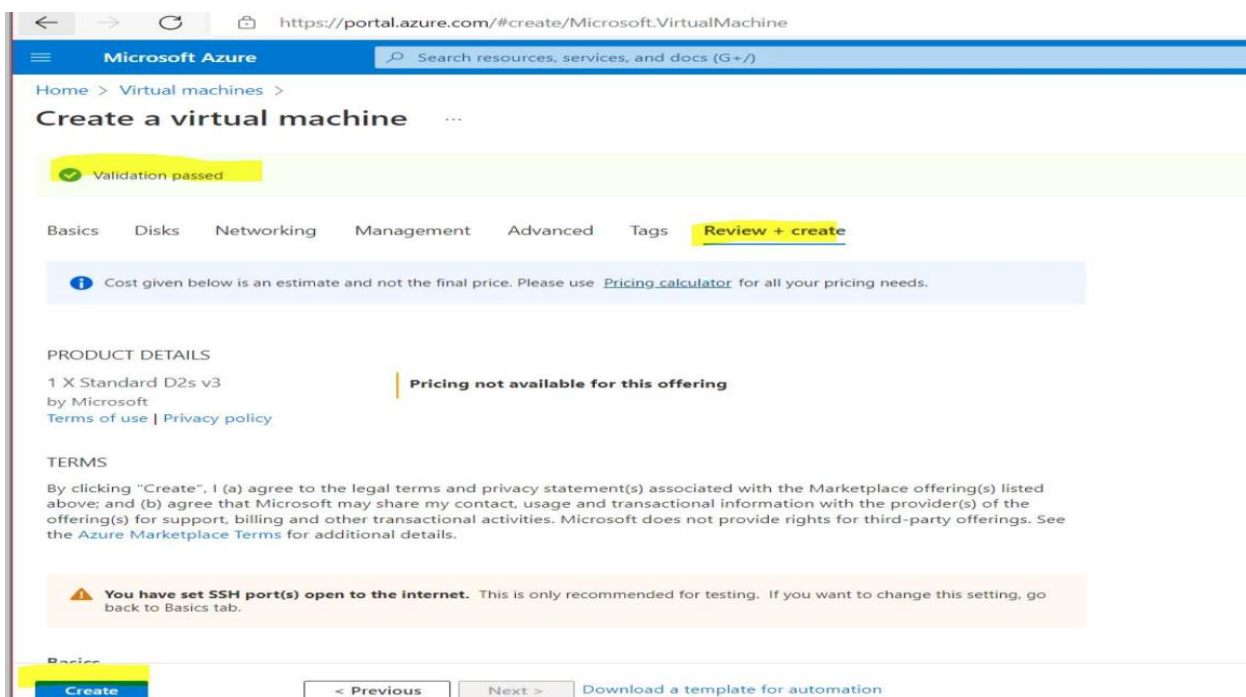 https://portal.azure.com/#create/Microsoft.VirtualMachine
Microsoft Azure
Search resources, services, and docs (G+/)
Home > Virtual machines >
Create a virtual machine ...
Validation passed
Basics Disks Networking Management Advanced Tags Review + create
Cost given below is an estimate and not the final price. Please use Pricing calculator for all your pricing needs.
PRODUCT DETAILS
1 X Standard D2s v3
Pricing not available for this offering
by Microsoft
Terms of use | Privacy policy
TERMS
By clicking "Create", I (a) agree to the legal terms and privacy statement(s) associated with the Marketplace offering(s) listed
above; and (b) agree that Microsoft may share my contact, usage and transactional information with the provider(s) of the
offering(s) for support, billing and other transactional activities. Microsoft does not provide rights for third-party offerings. See
the Azure Marketplace Terms for additional details.
You have set SSH port(s) open to the internet. This is only recommended for testing. If you want to change this setting, go
back to Basics tab.
Basics
Create < Previous Next > Download a template for automation